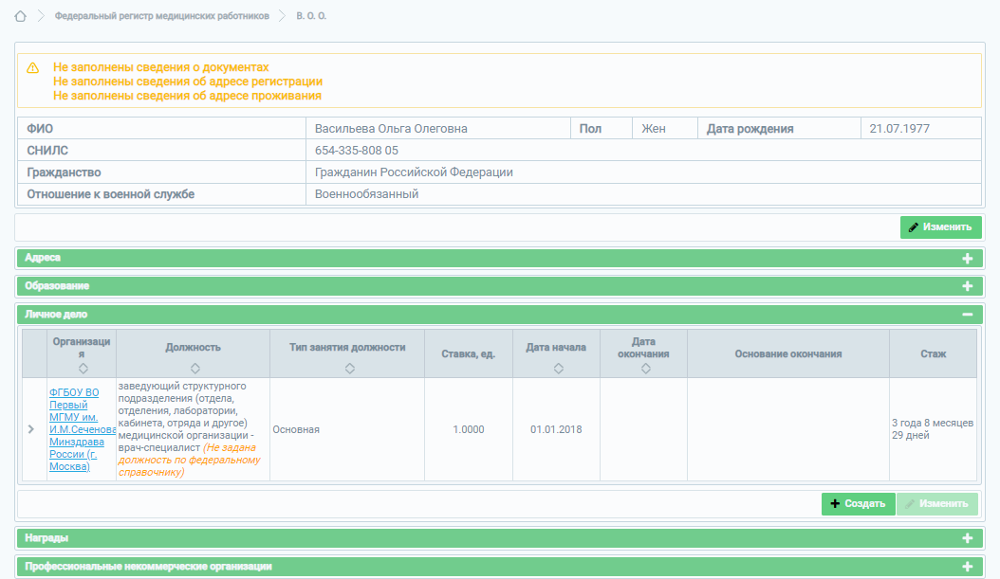 Федеральный регистр медицинских работников В. О. О.
Не заполнены сведения о документах
Не заполнены сведения об адресе регистрации
Не заполнены сведения об адресе проживания
ФИО Васильева Ольга Олеговна Пол Жен Дата рождения 21.07.1977
СНИЛС 654-335-808 05
Гражданство Гражданин Российской Федерации
Отношение к военной службе Военнообязанный
Изменить
Адреса
Образование
Личное дело
Организаци
я
Должность
Тип занятия должности
Ставка, ед.
Дата начала
Дата
окончания
Основание окончания
Стаж
ФГБОУ ВО
Первый
МГМУ им.
И.М.Сеченова
Минздрава
России (г.
Москва)
заведующий структурного
подразделения (отдела,
отделения, лаборатории,
кабинета, отряда и другое)
медицинской организации -
врач-специалист (Не задана
должность по федеральному
справочнику)
Основная
1.0000
01.01.2018
3 года 8 месяцев
29 дней
Создать Изменить
Награды
Профессиональные некоммерческие организации